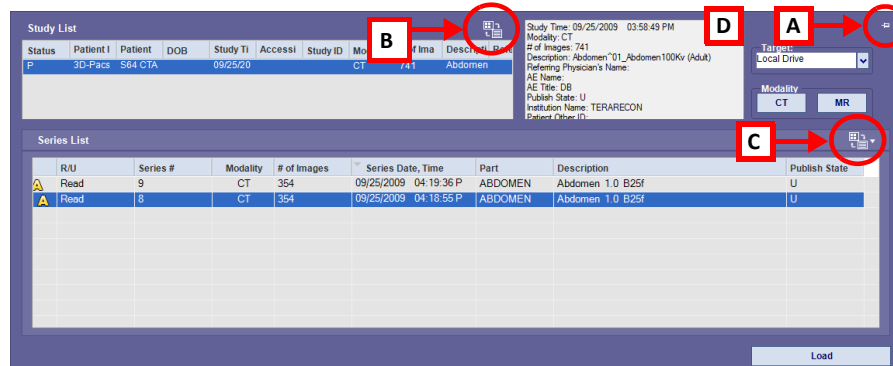 Study List
B
Study Time: 09/25/2009 03:58:49 PM
Modality: CT
# of Images: 741
Description: Abdomen^01_Abdomen100Kv (Adult)
Referring Physician's Name:
AE Name:
AE Title: DB
Publish State: U
Institution Name: TERARECON
Patient Other ID:
D
A
Status Patient I Patient DOB Study Ti Accessi Study ID Mo of Ima Descripti Refe
P 3D-Pacs S64 CTA 09/25/20 CT 741 Abdomen
Target:
Local Drive
Modality
CT MR
Series List
C
R/U Series # Modality # of Images Series Date, Time Part Description Publish State
A Read 9 CT 354 09/25/2009 04:19:36 P ABDOMEN Abdomen 1.0 B25f U
A Read 8 CT 354 09/25/2009 04:18:55 P ABDOMEN Abdomen 1.0 B25f U
Load